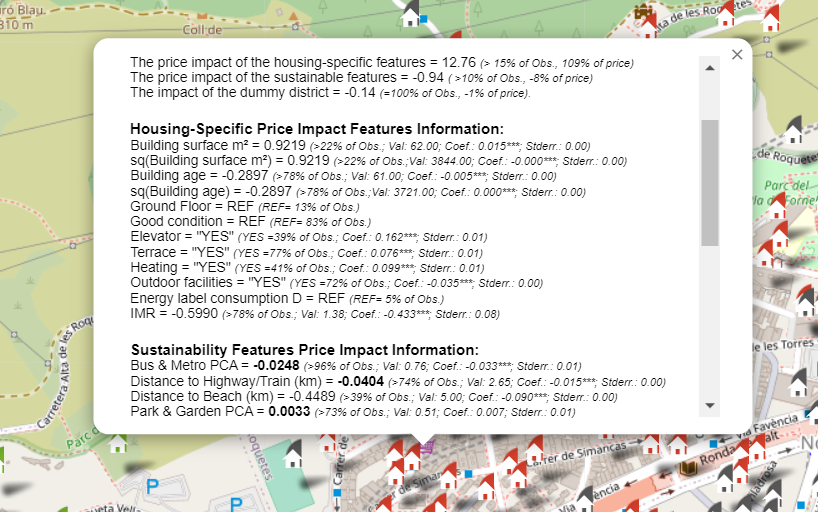 uró Blau
310 m
Coll de
ta de les Roquetes
×
The price impact of the housing-specific features = 12.76 (> 15% of Obs., 109% of price)
The price impact of the sustainable features = -0.94 ( >10% of Obs., -8% of price)
The impact of the dummy district = -0.14 (=100% of Obs., -1% of price).
Housing-Specific Price Impact Features Information:
Building surface m² = 0.9219 (>22% of Obs.; Val: 62.00; Coef.: 0.015***; Stderr.: 0.00)
sq(Building surface m²) = 0.9219 (>22% of Obs.;Val: 3844.00; Coef.: -0.000***; Stderr.: 0.00)
Building age = -0.2897 (>78% of Obs.; Val: 61.00; Coef.: -0.005***; Stderr.: 0.00)
sq(Building age) = -0.2897 (>78% of Obs.;Val: 3721.00; Coef.: 0.000***; Stderr.: 0.00)
Ground Floor = REF (REF= 13% of Obs.)
Good condition = REF (REF= 83% of Obs.)
Elevator = "YES" (YES =39% of Obs.; Coef.: 0.162***; Stderr.: 0.01)
Terrace = "YES" (YES =77% of Obs.; Coef.: 0.076***; Stderr.: 0.01)
Heating = "YES" (YES =41% of Obs.; Coef.: 0.099***; Stderr.: 0.01)
Outdoor facilities = "YES" (YES =72% of Obs.; Coef.: -0.035***; Stderr.: 0.00)
Energy label consumption D = REF (REF= 5% of Obs.)
IMR = -0.5990 (>78% of Obs.; Val: 1.38; Coef.: -0.433***; Stderr.: 0.08)
Sustainability Features Price Impact Information:
Bus & Metro PCA = -0.0248 (>96% of Obs.; Val: 0.76; Coef.: -0.033***; Stderr.: 0.01)
Distance to Highway/Train (km) = -0.0404 (>74% of Obs.; Val: 2.65; Coef.: -0.015***; Stderr.: 0.00)
Distance to Beach (km) = -0.4489 (>39% of Obs.; Val: 5.00; Coef.: -0.090***; Stderr.: 0.00)
Park & Garden PCA = 0.0033 (>73% of Obs.; Val: 0.51; Coef.: 0.007; Stderr.: 0.01)
de Roquetes
Parc del
Carretera Alta de les Roq
le les Torres
Parc d
Via Favència
Ronda
alt
No
Carrer de Simancas
Carrer de
de Simancas
Via
vència
oquetes
ueta Vella
P
P